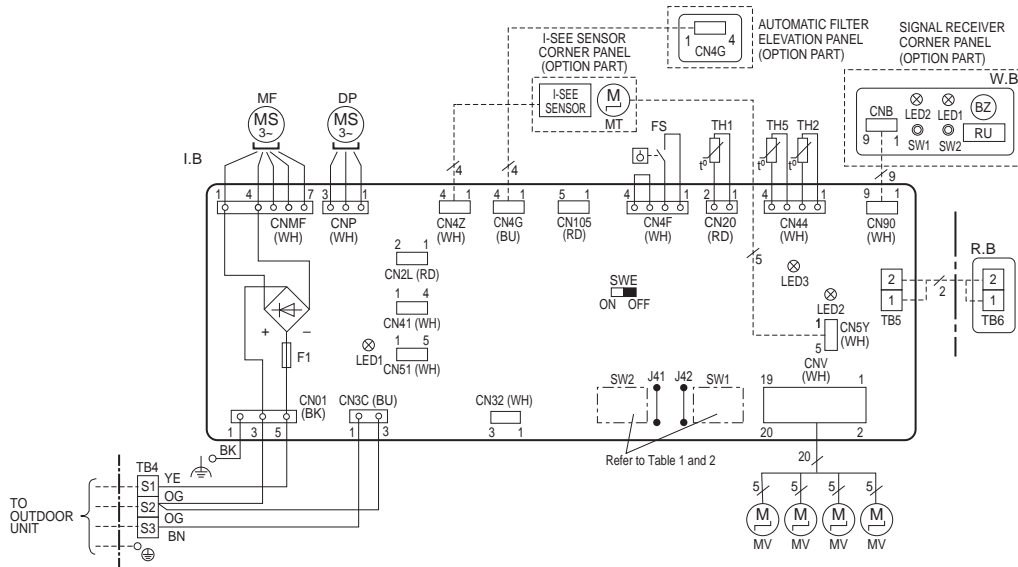 AUTOMATIC FILTER
ELEVATION PANEL
(OPTION PART)
1 4
CN4G
SIGNAL RECEIVER
CORNER PANEL
(OPTION PART)
W.B
I-SEE SENSOR
CORNER PANEL
(OPTION PART)
I-SEE
SENSOR
M
MT
CNB
9 1
LED2 LED1
SW1 SW2
BZ
RU
MF DP
MS
3~
MS
3~
FS TH1 TH5 TH2
t° t° t°
I.B
4 4 9
1 4 7
CNMF
(WH)
3 1
CNP
(WH)
4 1
CN4Z
(WH)
4 1
CN4G
(BU)
5 1
CN105
(RD)
4 1
CN4F
(WH)
2 1
CN20
(RD)
4 1
CN44
(WH)
9 1
CN90
(WH)
5
R.B
2 1
CN2L (RD)
1 4
CN41 (WH)
1 5
CN51 (WH)
LED1
SWE
ON OFF
LED3
LED2
1
5
CN5Y
(WH)
2
1
TB5
2
2
1
TB6
+ −
F1
CNV
(WH)
19 1
20 2
CN01
(BK)
1 3 5
CN3C (BU)
1 3
CN32 (WH)
3 1
SW2 J41 J42 SW1
Refer to Table 1 and 2
BK
TB4
S1 YE
OG
S2
OG
S3
BN
TO
OUTDOOR
UNIT
20
5 5 5 5
M M M M
MV MV MV MV